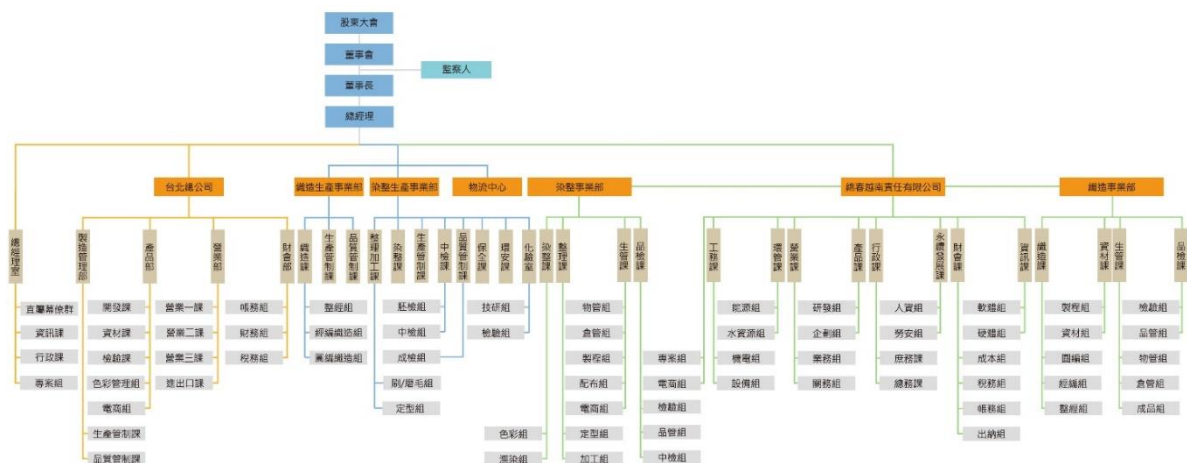 股東大會
董事會
監察人
董事長
總經理
台北總公司
織造生產事業部
染整生產事業部
物流中心
染整事業部
錦春越南責任有限公司
織造事業部
總經理室
製造管理部
產品部
營業部
財會部
織造課
生產管制課
品質管制課
整理加工課
染整課
生產管制課
中檢課
品質管制課
保全課
環安課
化驗室
染整課
整理課
生管課
品檢課
工務課
環管課
營業課
產品課
行政課
永續發展課
財會課
資訊課
織造課
資材課
生管課
品檢課
直屬幕僚群
開發課
營業一課
帳務組
整經組
胚檢組
技研組
物管組
能源組
研發組
人資組
軟體組
製程組
檢驗組
資訊課
資材課
營業二課
財務組
經編織造組
中檢組
檢驗組
倉管組
水資源組
企劃組
勞安組
硬體組
資材組
品管組
行政課
檢驗課
營業三課
稅務組
圓編織造組
成檢組
製程組
專案組
機電組
業務組
庶務課
成本組
圓編組
物管組
專案組
色彩管理組
進出口課
刷/磨毛組
配布組
電商組
設備組
關務組
總務課
稅務組
經編組
倉管組
電商組
定型組
電商組
檢驗組
帳務組
整經組
成品組
生產管制課
色彩組
定型組
品管組
出納組
品質管制課
加工組
中檢組